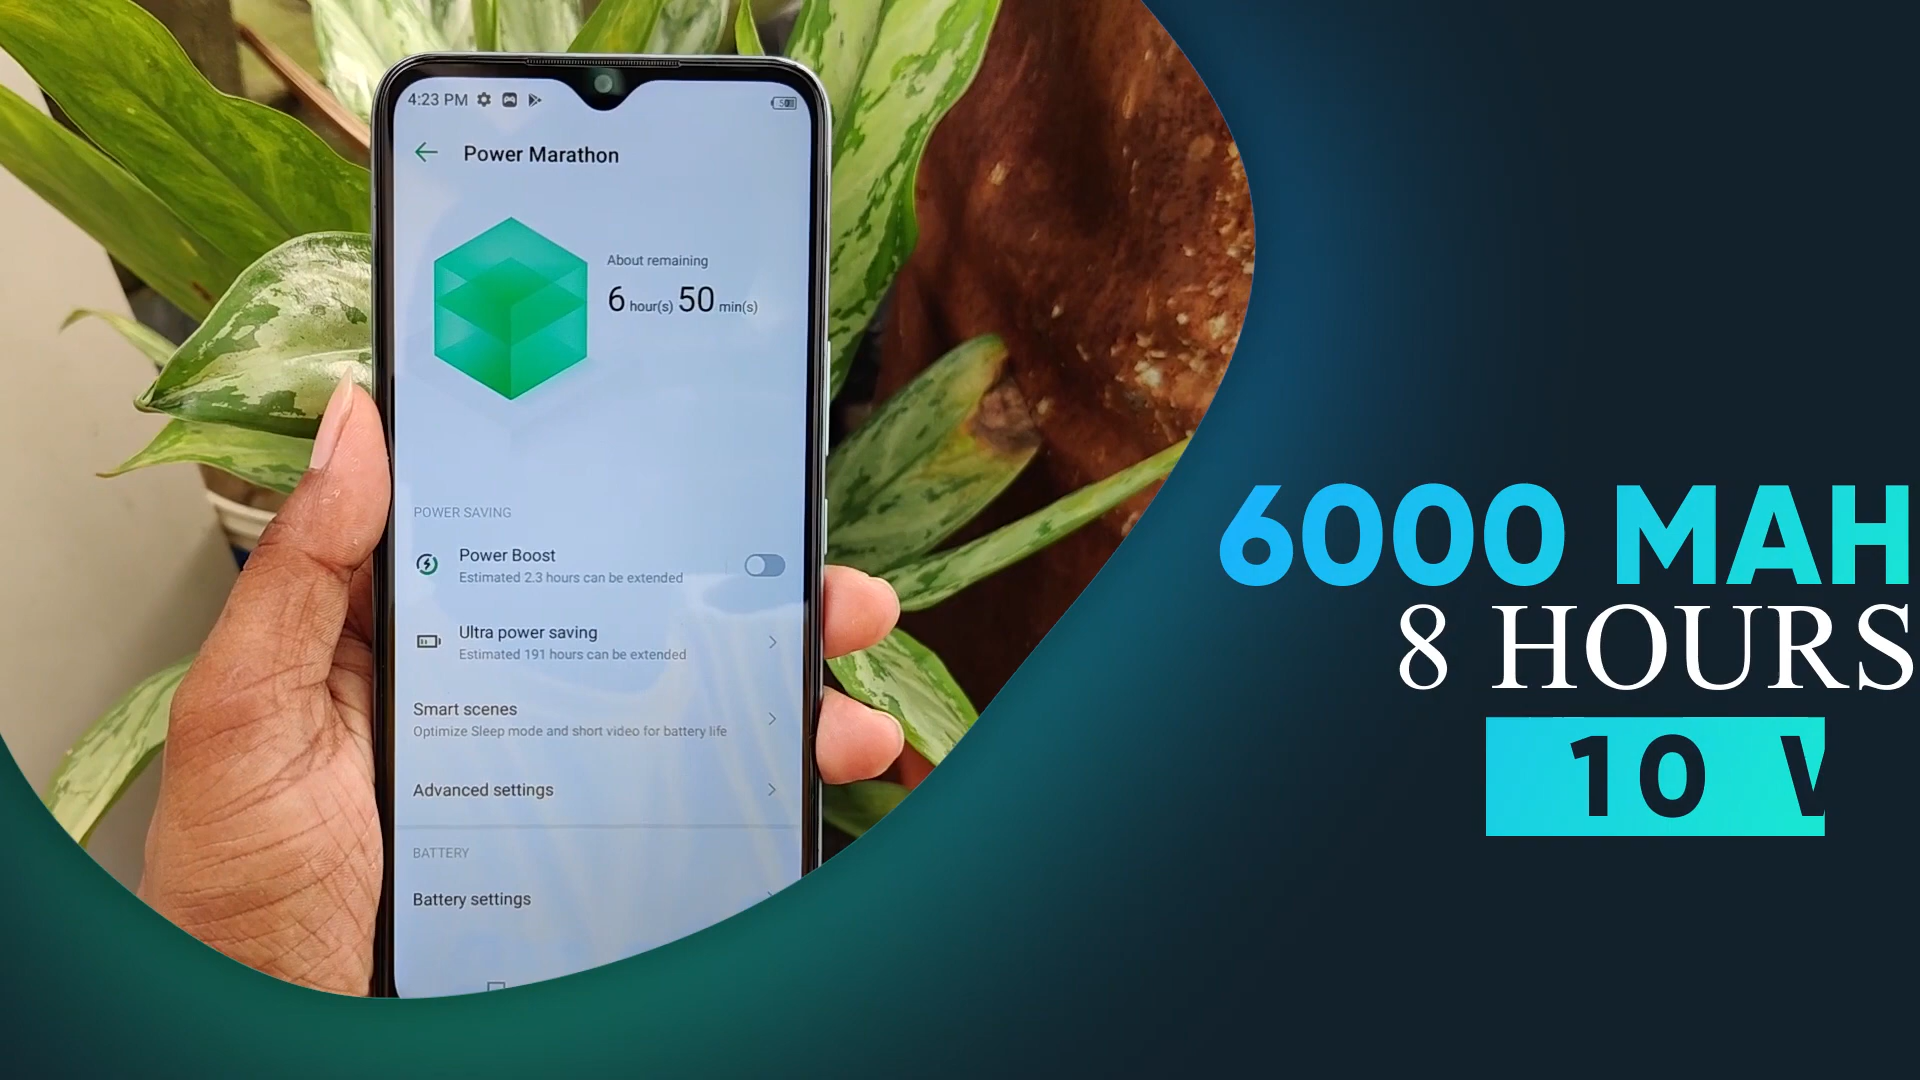 4:23 PM
Power Marathon
About remaining
6 hour(s) 50 min(s)
POWER SAVING
Power Boost
Estimated 2.3 hours can be extended
Ultra power saving
Estimated 191 hours can be extended
Smart scenes
Optimize Sleep mode and short video for battery life
Advanced settings
BATTERY
Battery settings
6000 MAH
8 HOURS
10